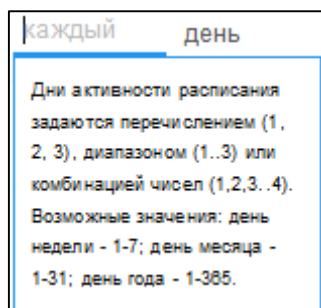 каждый день
Дни активности расписания
задаются перечислением (1,
2, 3), диапазоном (1..3) или
комбинацией чисел (1,2,3..4).
Возможные значения: день
недели - 1-7; день месяца -
1-31; день года - 1-365.